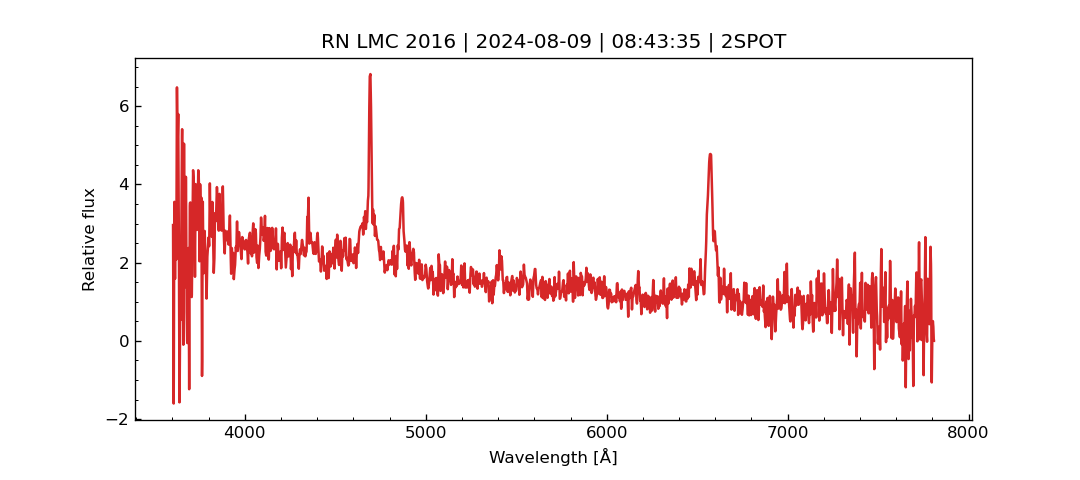 RN LMC 2016 | 2024-08-09 | 08:43:35 | 2SPOT
Relative flux
6
4
2
0
−2
4000 5000 6000 7000 8000
Wavelength [Å]